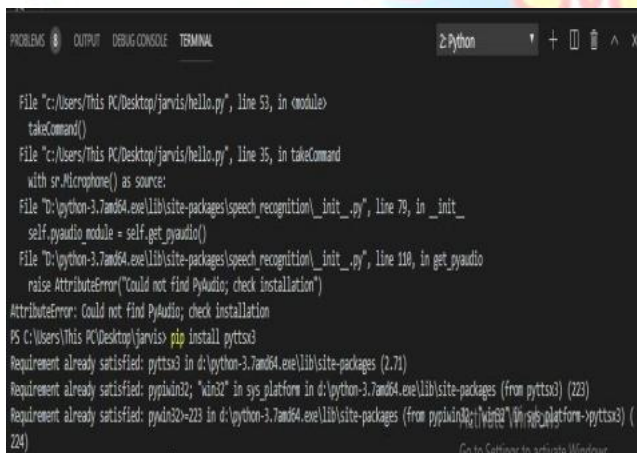 PROBLEMS 8 OUTPUT DEBUG CONSOLE TERMINAL 2: Python
File "c:/Users/This PC/Desktop/jarvis/hello.py", line 53, in <module>
takeCommand()
File "c:/Users/This PC/Desktop/jarvis/hello.py", line 35, in takeCommand
with sr.Microphone() as source:
File "D:\python-3.7amd64.exe\lib\site-packages\speech_recognition\__init__.py", line 79, in __init__
self.pyaudio_module = self.get_pyaudio()
File "D:\python-3.7amd64.exe\lib\site-packages\speech_recognition\__init__.py", line 110, in get_pyaudio
raise AttributeError("Could not find PyAudio; check installation")
AttributeError: Could not find PyAudio; check installation
PS C:\Users\This PC\Desktop\jarvis> pip install pyttsx3
Requirement already satisfied: pyttsx3 in d:\python-3.7amd64.exe\lib\site-packages (2.71)
Requirement already satisfied: pypiwin32; "win32" in sys_platform in d:\python-3.7amd64.exe\lib\site-packages (from pyttsx3) (223)
Requirement already satisfied: pywin32>=223 in d:\python-3.7amd64.exe\lib\site-packages (from pypiwin32; "win32" in sys_platform->pyttsx3) (
224)
Activate Windows
Go to Settings to activate Windows.